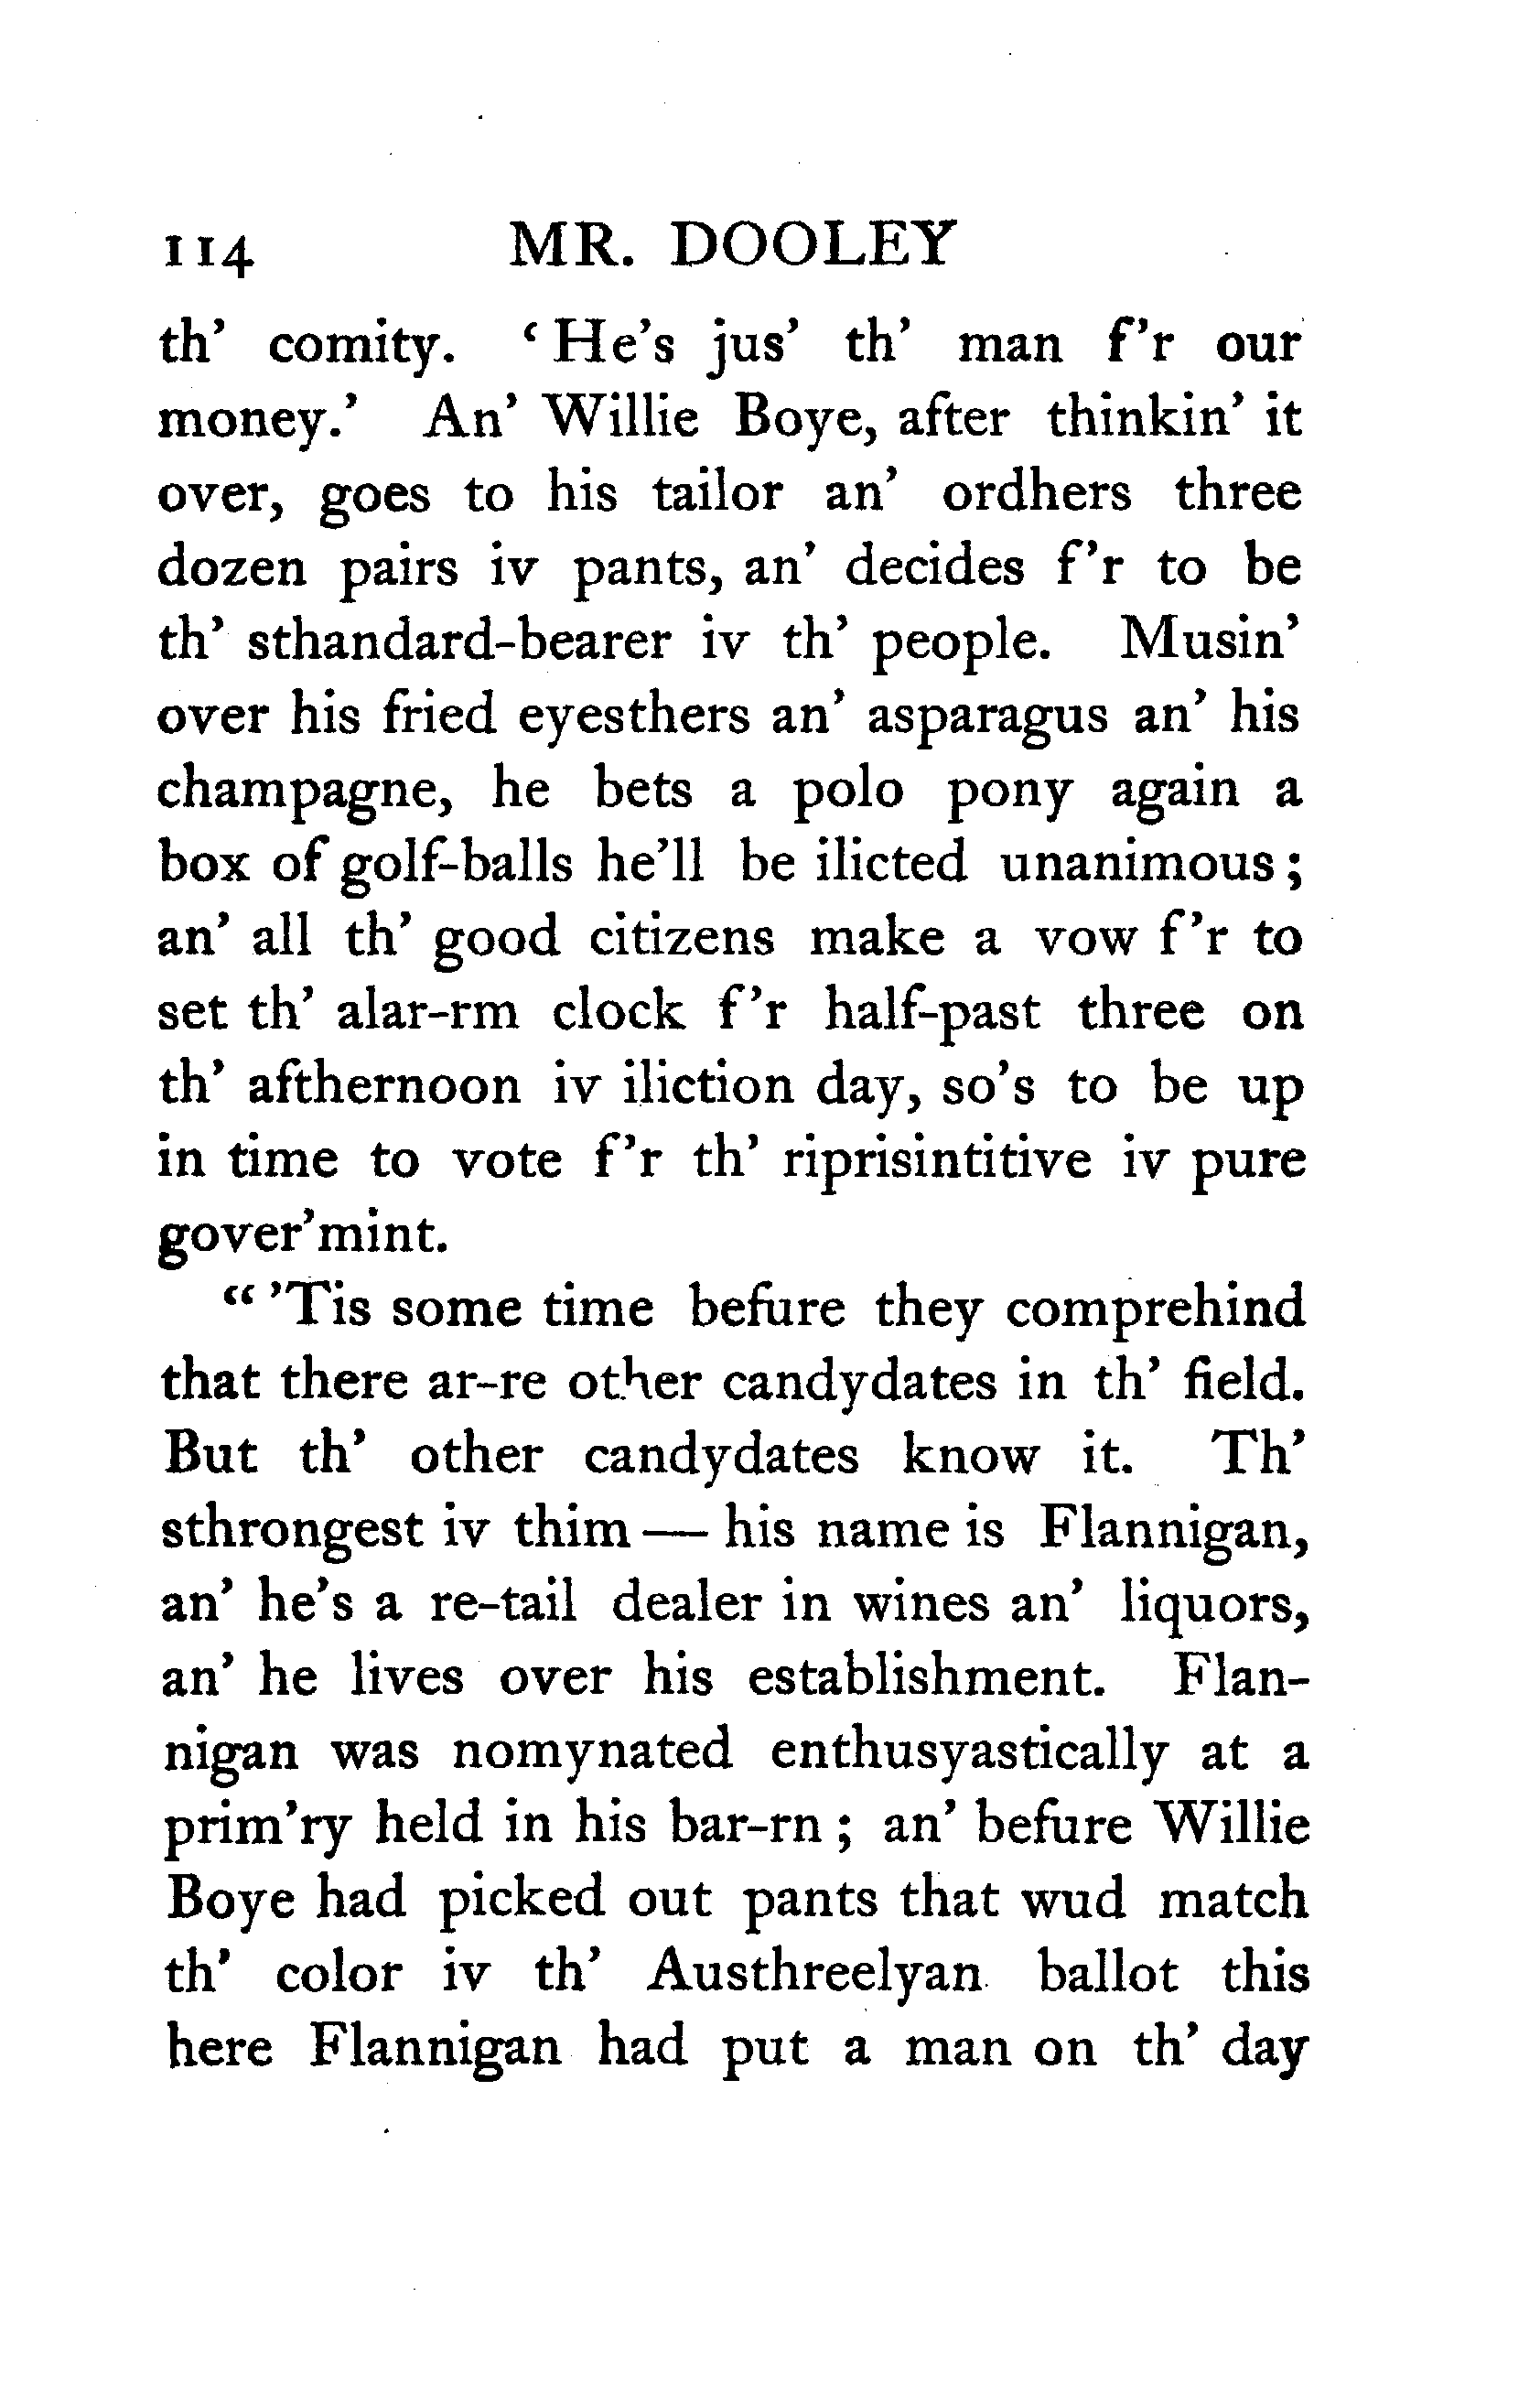 114 MR. DOOLEY
th' comity. ‘He's jus' th' man f'r our
money.' An' Willie Boye, after thinkin' it
over, goes to his tailor an' ordhers three
dozen pairs iv pants, an' decides f'r to be
th' sthandard-bearer iv th' people. Musin'
over his fried eyesthers an' asparagus an' his
champagne, he bets a polo pony again a
box of golf-balls he'll be ilicted unanimous;
an' all th' good citizens make a vow f'r to
set th' alar-rm clock f'r half-past three on
th' afthernoon iv iliction day, so's to be up
in time to vote f'r th' riprisintitive iv pure
gover'mint.
“'Tis some time befure they comprehind
that there ar-re other candydates in th' field.
But th' other candydates know it. Th'
sthrongest iv thim — his name is Flannigan,
an' he's a re-tail dealer in wines an' liquors,
an' he lives over his establishment. Flan-
nigan was nomynated enthusyastically at a
prim'ry held in his bar-rn; an' befure Willie
Boye had picked out pants that wud match
th' color iv th' Austhreelyan ballot this
here Flannigan had put a man on th' day